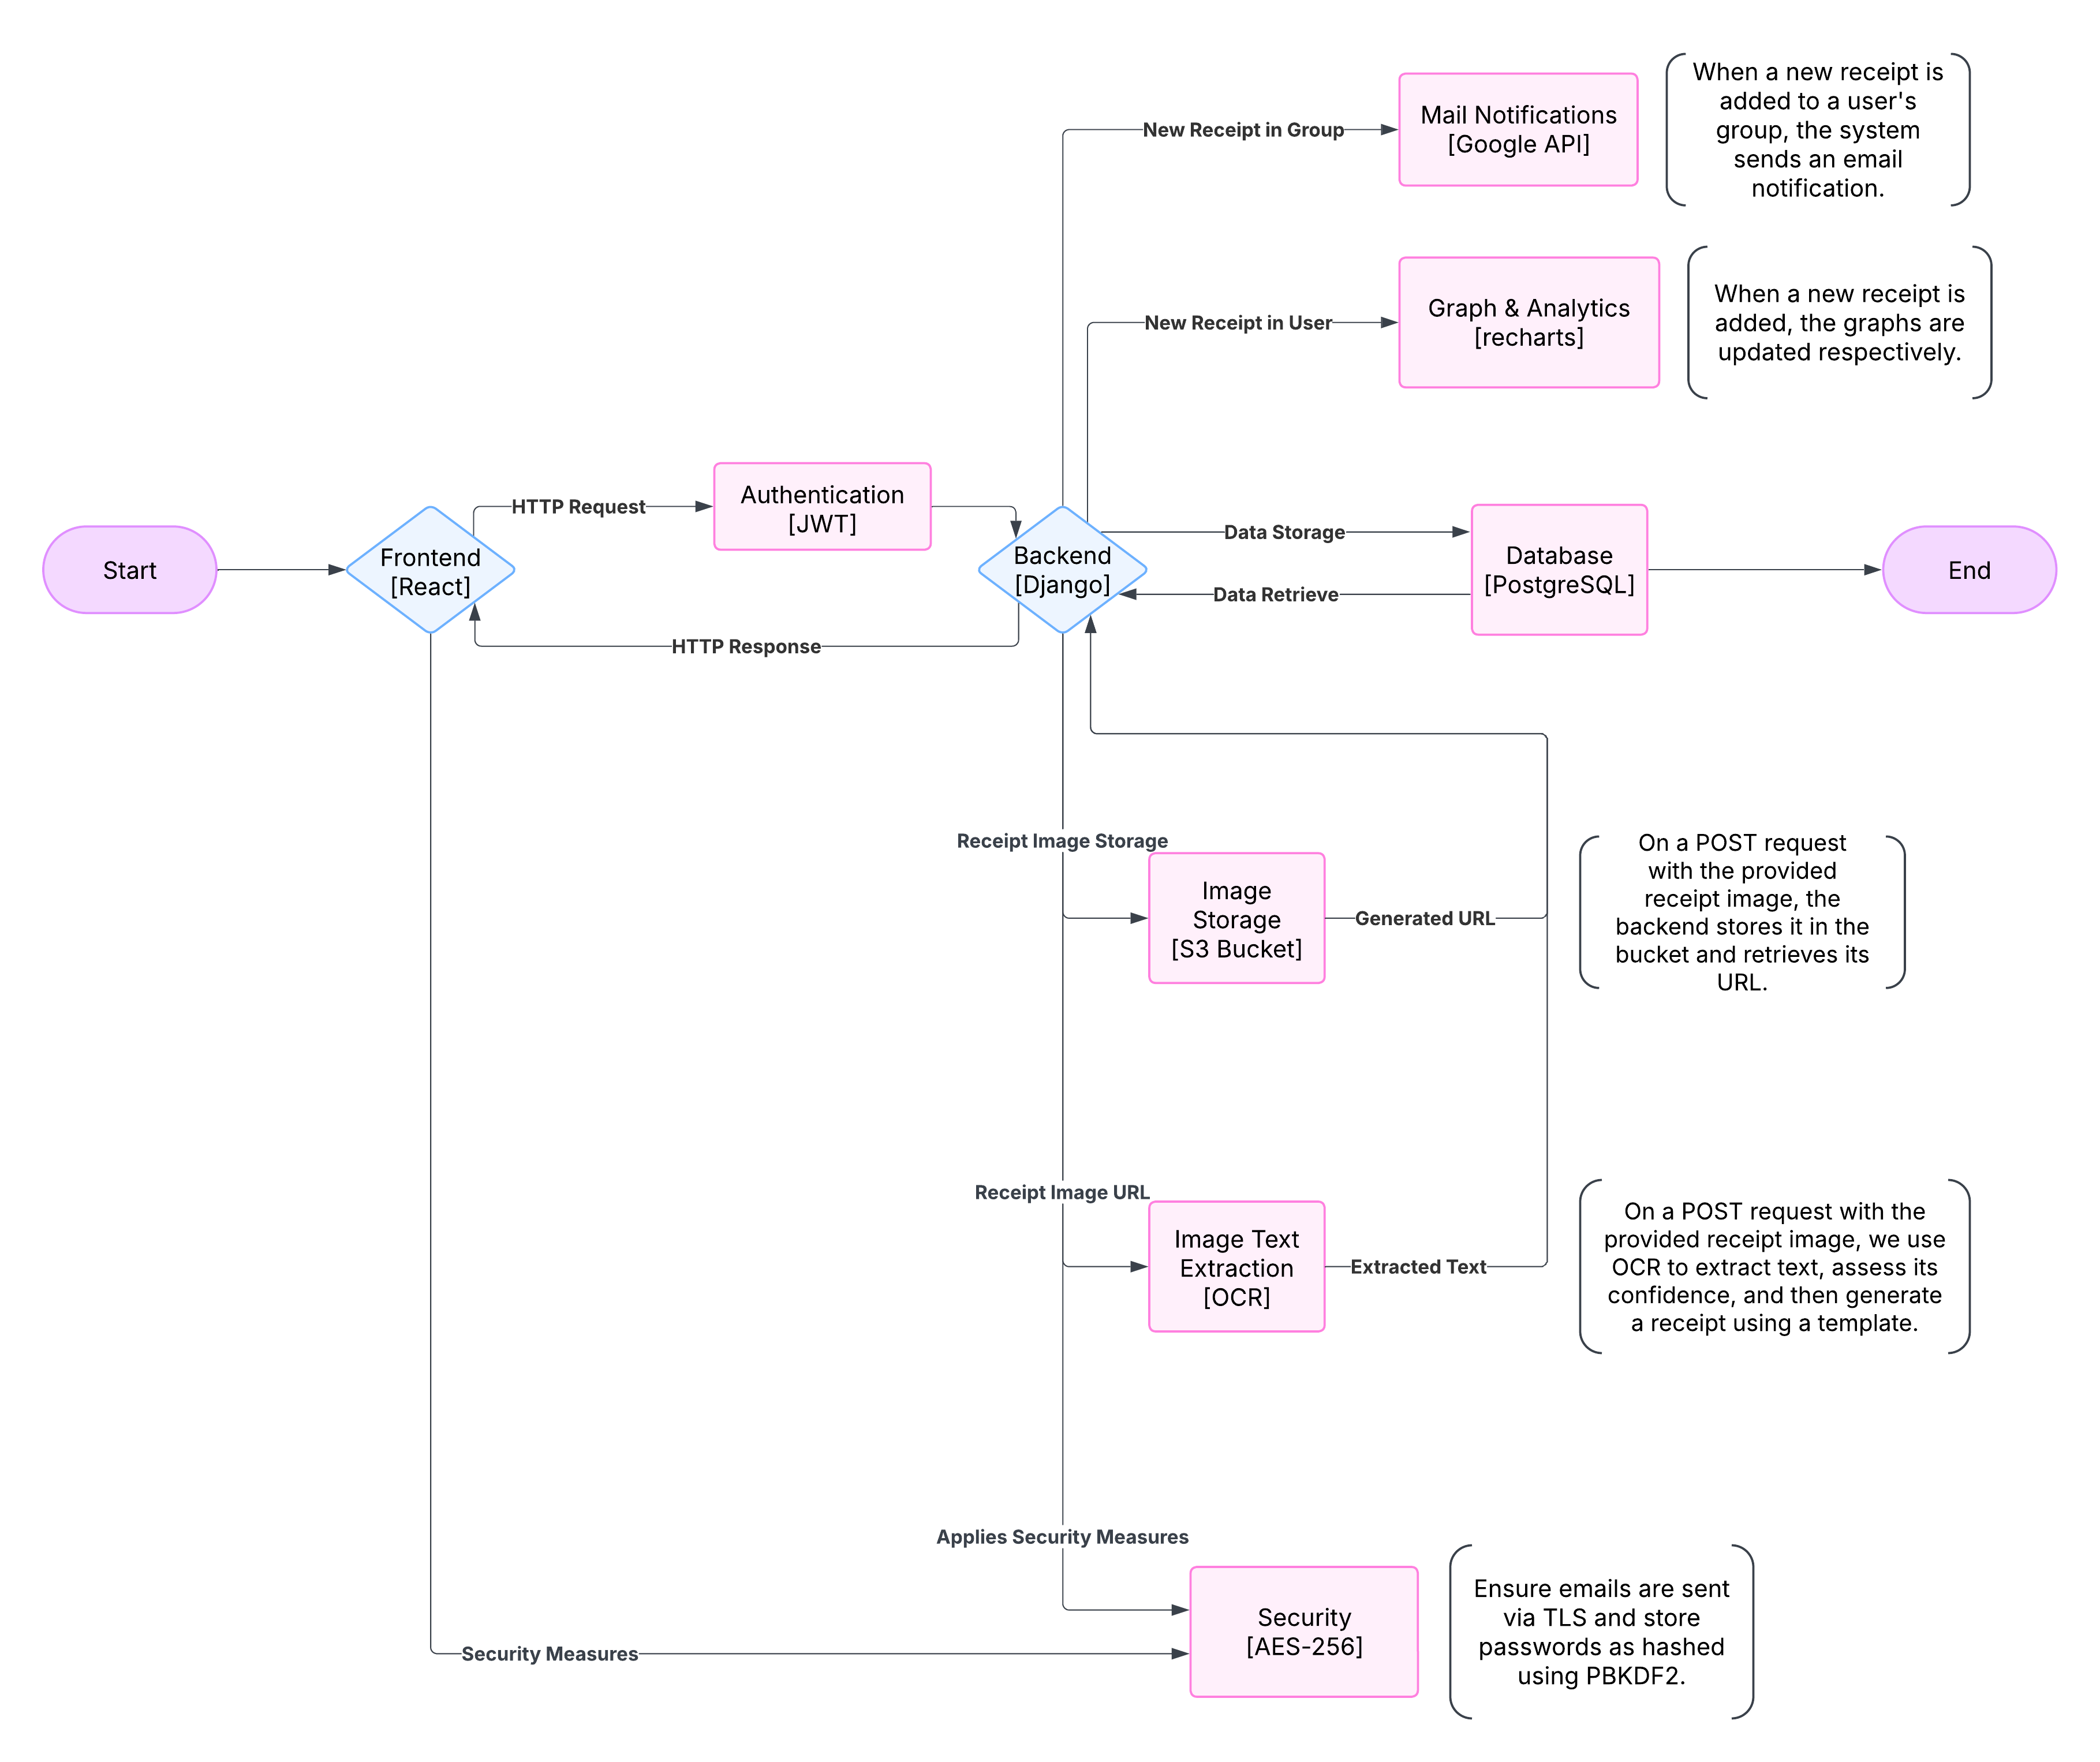 When a new receipt is
added to a user's
group, the system
sends an email
notification.
Mail Notifications
[Google API]
New Receipt in Group
When a new receipt is
added, the graphs are
updated respectively.
Graph & Analytics
[recharts]
New Receipt in User
Authentication
[JWT]
HTTP Request
Start
Frontend
[React]
Backend
[Django]
Data Storage
Data Retrieve
Database
[PostgreSQL]
End
HTTP Response
Receipt Image Storage
Image
Storage
[S3 Bucket]
Generated URL
On a POST request
with the provided
receipt image, the
backend stores it in the
bucket and retrieves its
URL.
Receipt Image URL
Image Text
Extraction
[OCR]
Extracted Text
On a POST request with the
provided receipt image, we use
OCR to extract text, assess its
confidence, and then generate
a receipt using a template.
Applies Security Measures
Security
[AES-256]
Security Measures
Ensure emails are sent
via TLS and store
passwords as hashed
using PBKDF2.